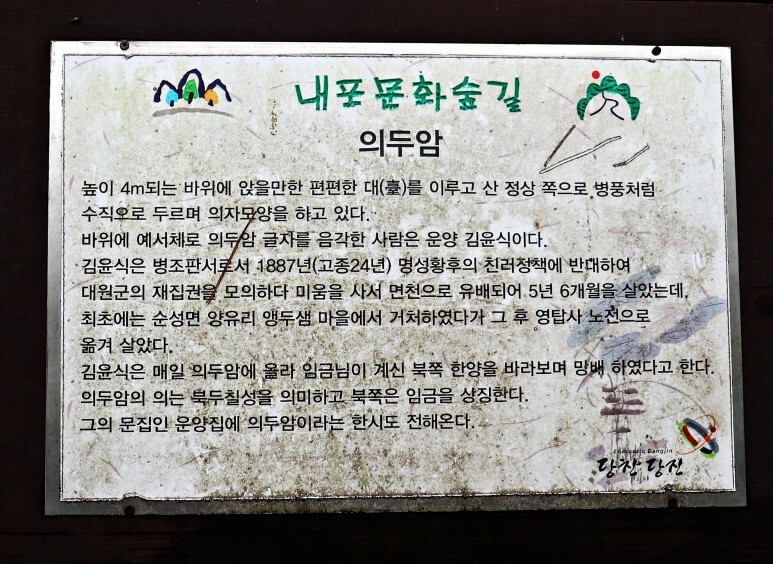 내포문화숲길
의두암
높이 4m되는 바위에 앉을만한 편편한 대(臺)를 이루고 산 정상 쪽으로 병풍처럼
수직으로 두르며 의자모양을 하고 있다.
바위에 예서체로 의두암 글자를 음각한 사람은 운양 김윤식이다.
김윤식은 병조판서로서 1887년(고종24년) 명성황후의 친러정책에 반대하여
대원군의 재집권을 모의하다 미움을 사서 면천으로 유배되어 5년 6개월을 살았는데,
최초에는 순성면 양유리 앵두샘 마을에서 거처하였다가 그 후 영탑사 노전으로
옮겨 살았다.
김윤식은 매일 의두암에 올라 임금님이 계신 북쪽 한양을 바라보며 망배 하였다고 한다.
의두암의 의는 북두칠성을 의미하고 북쪽은 임금을 상징한다.
그의 문집인 운양집에 의두암이라는 한시도 전해온다.
Energetic Dangjin
당찬 당진